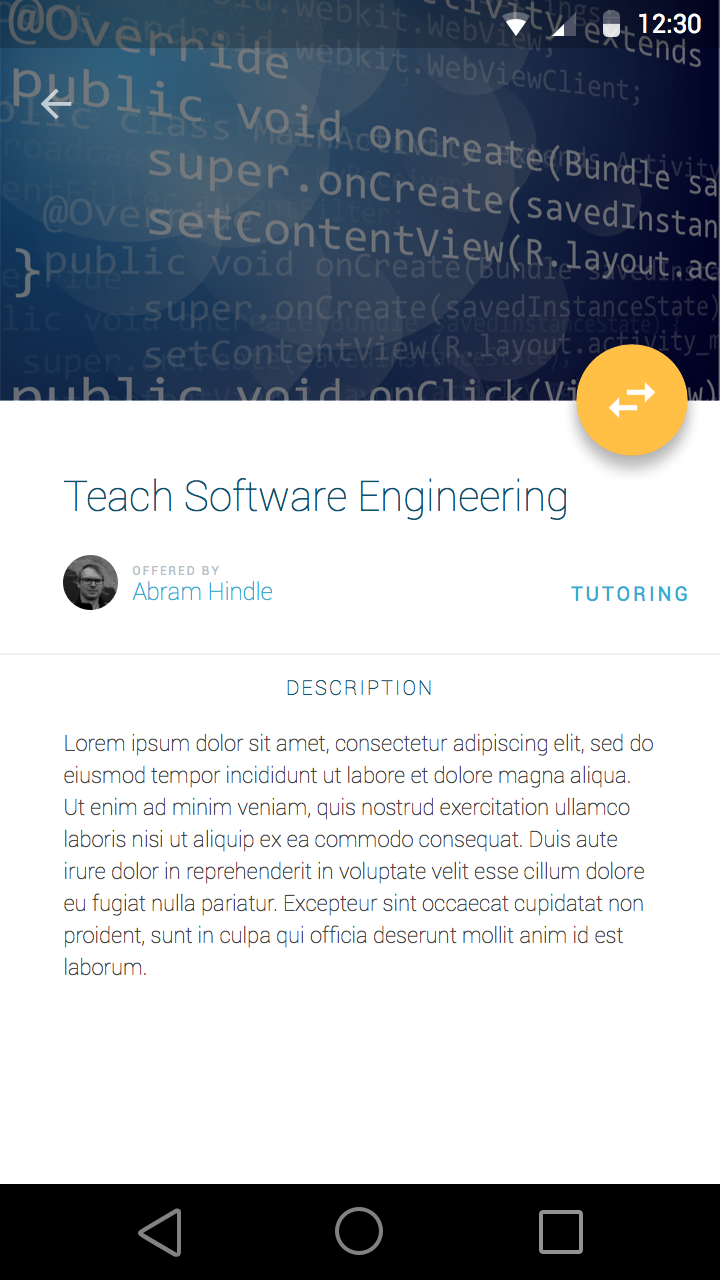 12:30
@Override
public void onCreate(Bundle sa
super.onCreate(savedInstan
setContentView(R.layout.ac
}
public void onCreate(Bundle savedInsta
super.onCreate(savedInstanceState)
setContentView(R.layout.activity_m
public void onClick(
Teach Software Engineering
OFFERED BY
Abram Hindle
TUTORING
DESCRIPTION
Lorem ipsum dolor sit amet, consectetur adipiscing elit, sed do
eiusmod tempor incididunt ut labore et dolore magna aliqua.
Ut enim ad minim veniam, quis nostrud exercitation ullamco
laboris nisi ut aliquip ex ea commodo consequat. Duis aute
irure dolor in reprehenderit in voluptate velit esse cillum dolore
eu fugiat nulla pariatur. Excepteur sint occaecat cupidatat non
proident, sunt in culpa qui officia deserunt mollit anim id est
laborum.